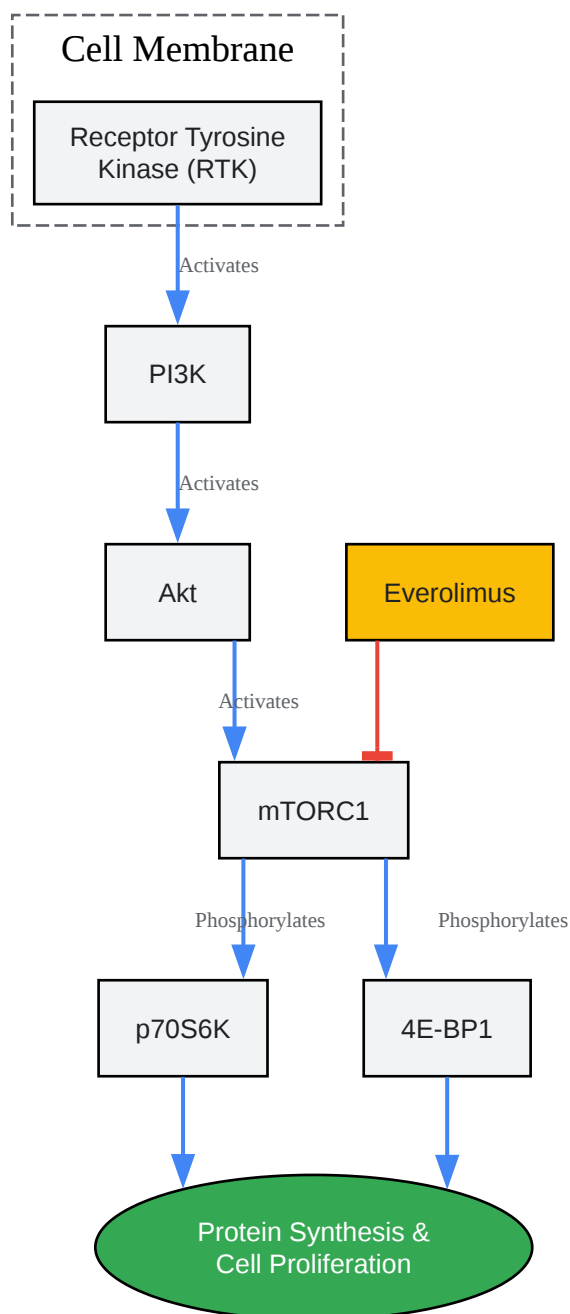 Cell Membrane
Receptor Tyrosine
Kinase (RTK)
Activates
PI3K
Activates
Akt
Everolimus
Activates
mTORC1
Phosphorylates
Phosphorylates
p70S6K
4E-BP1
Protein Synthesis &
Cell Proliferation